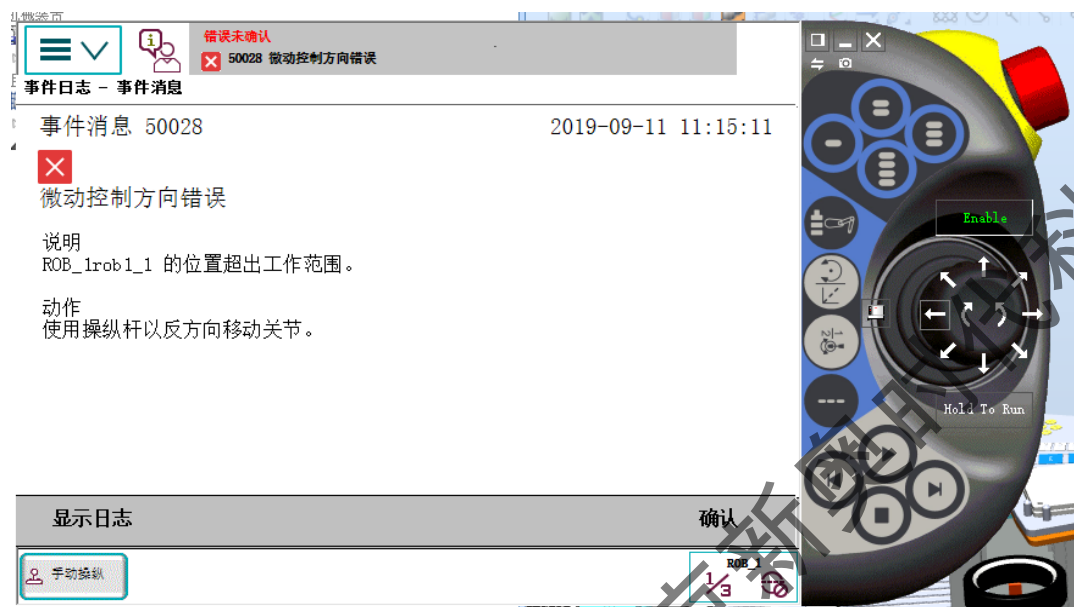 错误未确认
50028 微动控制方向错误
事件日志 - 事件消息
事件消息 50028
2019-09-11 11:15:11
微动控制方向错误
说明
ROB_1rob1_1 的位置超出工作范围。
动作
使用操纵杆以反方向移动关节。
Enable
Hold To Run
显示日志
确认
手动操纵
ROB_1
1/3